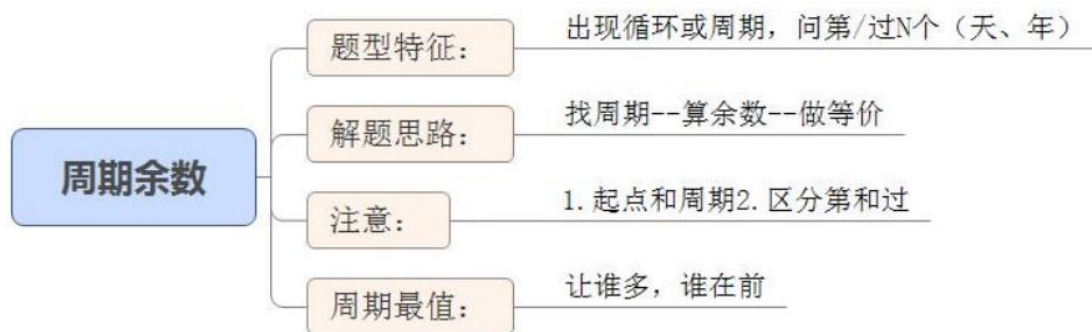 周期余数
题型特征：
出现循环或周期，问第/过N个（天、年）
解题思路：
找周期--算余数--做等价
注意：
1.起点和周期2.区分第和过
周期最值：
让谁多，谁在前